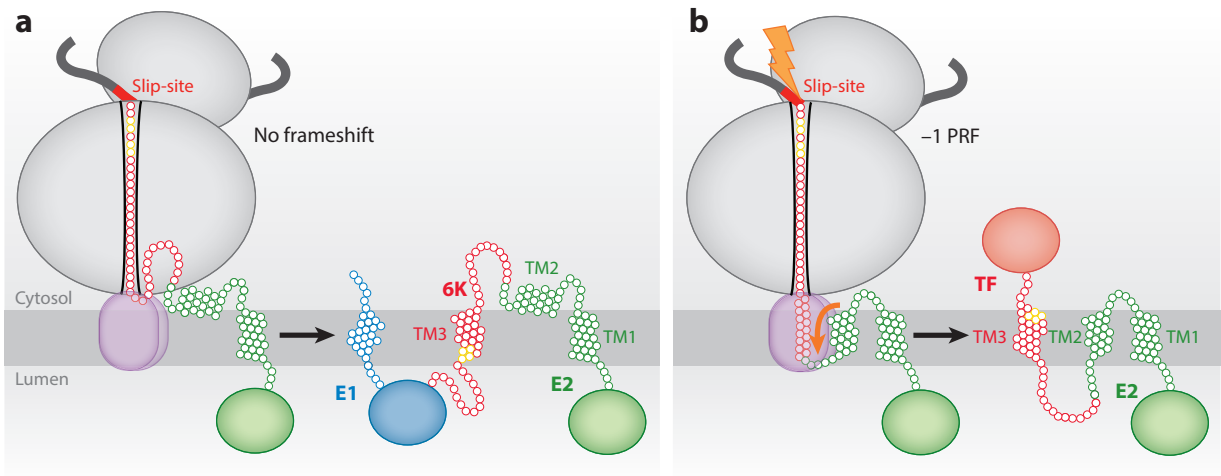 a
Slip-site
No frameshift
Cytosol
Lumen
6K
TM2
TM3
TM1
E1
E2
b
Slip-site
–1 PRF
TF
TM3
TM2
TM1
E2